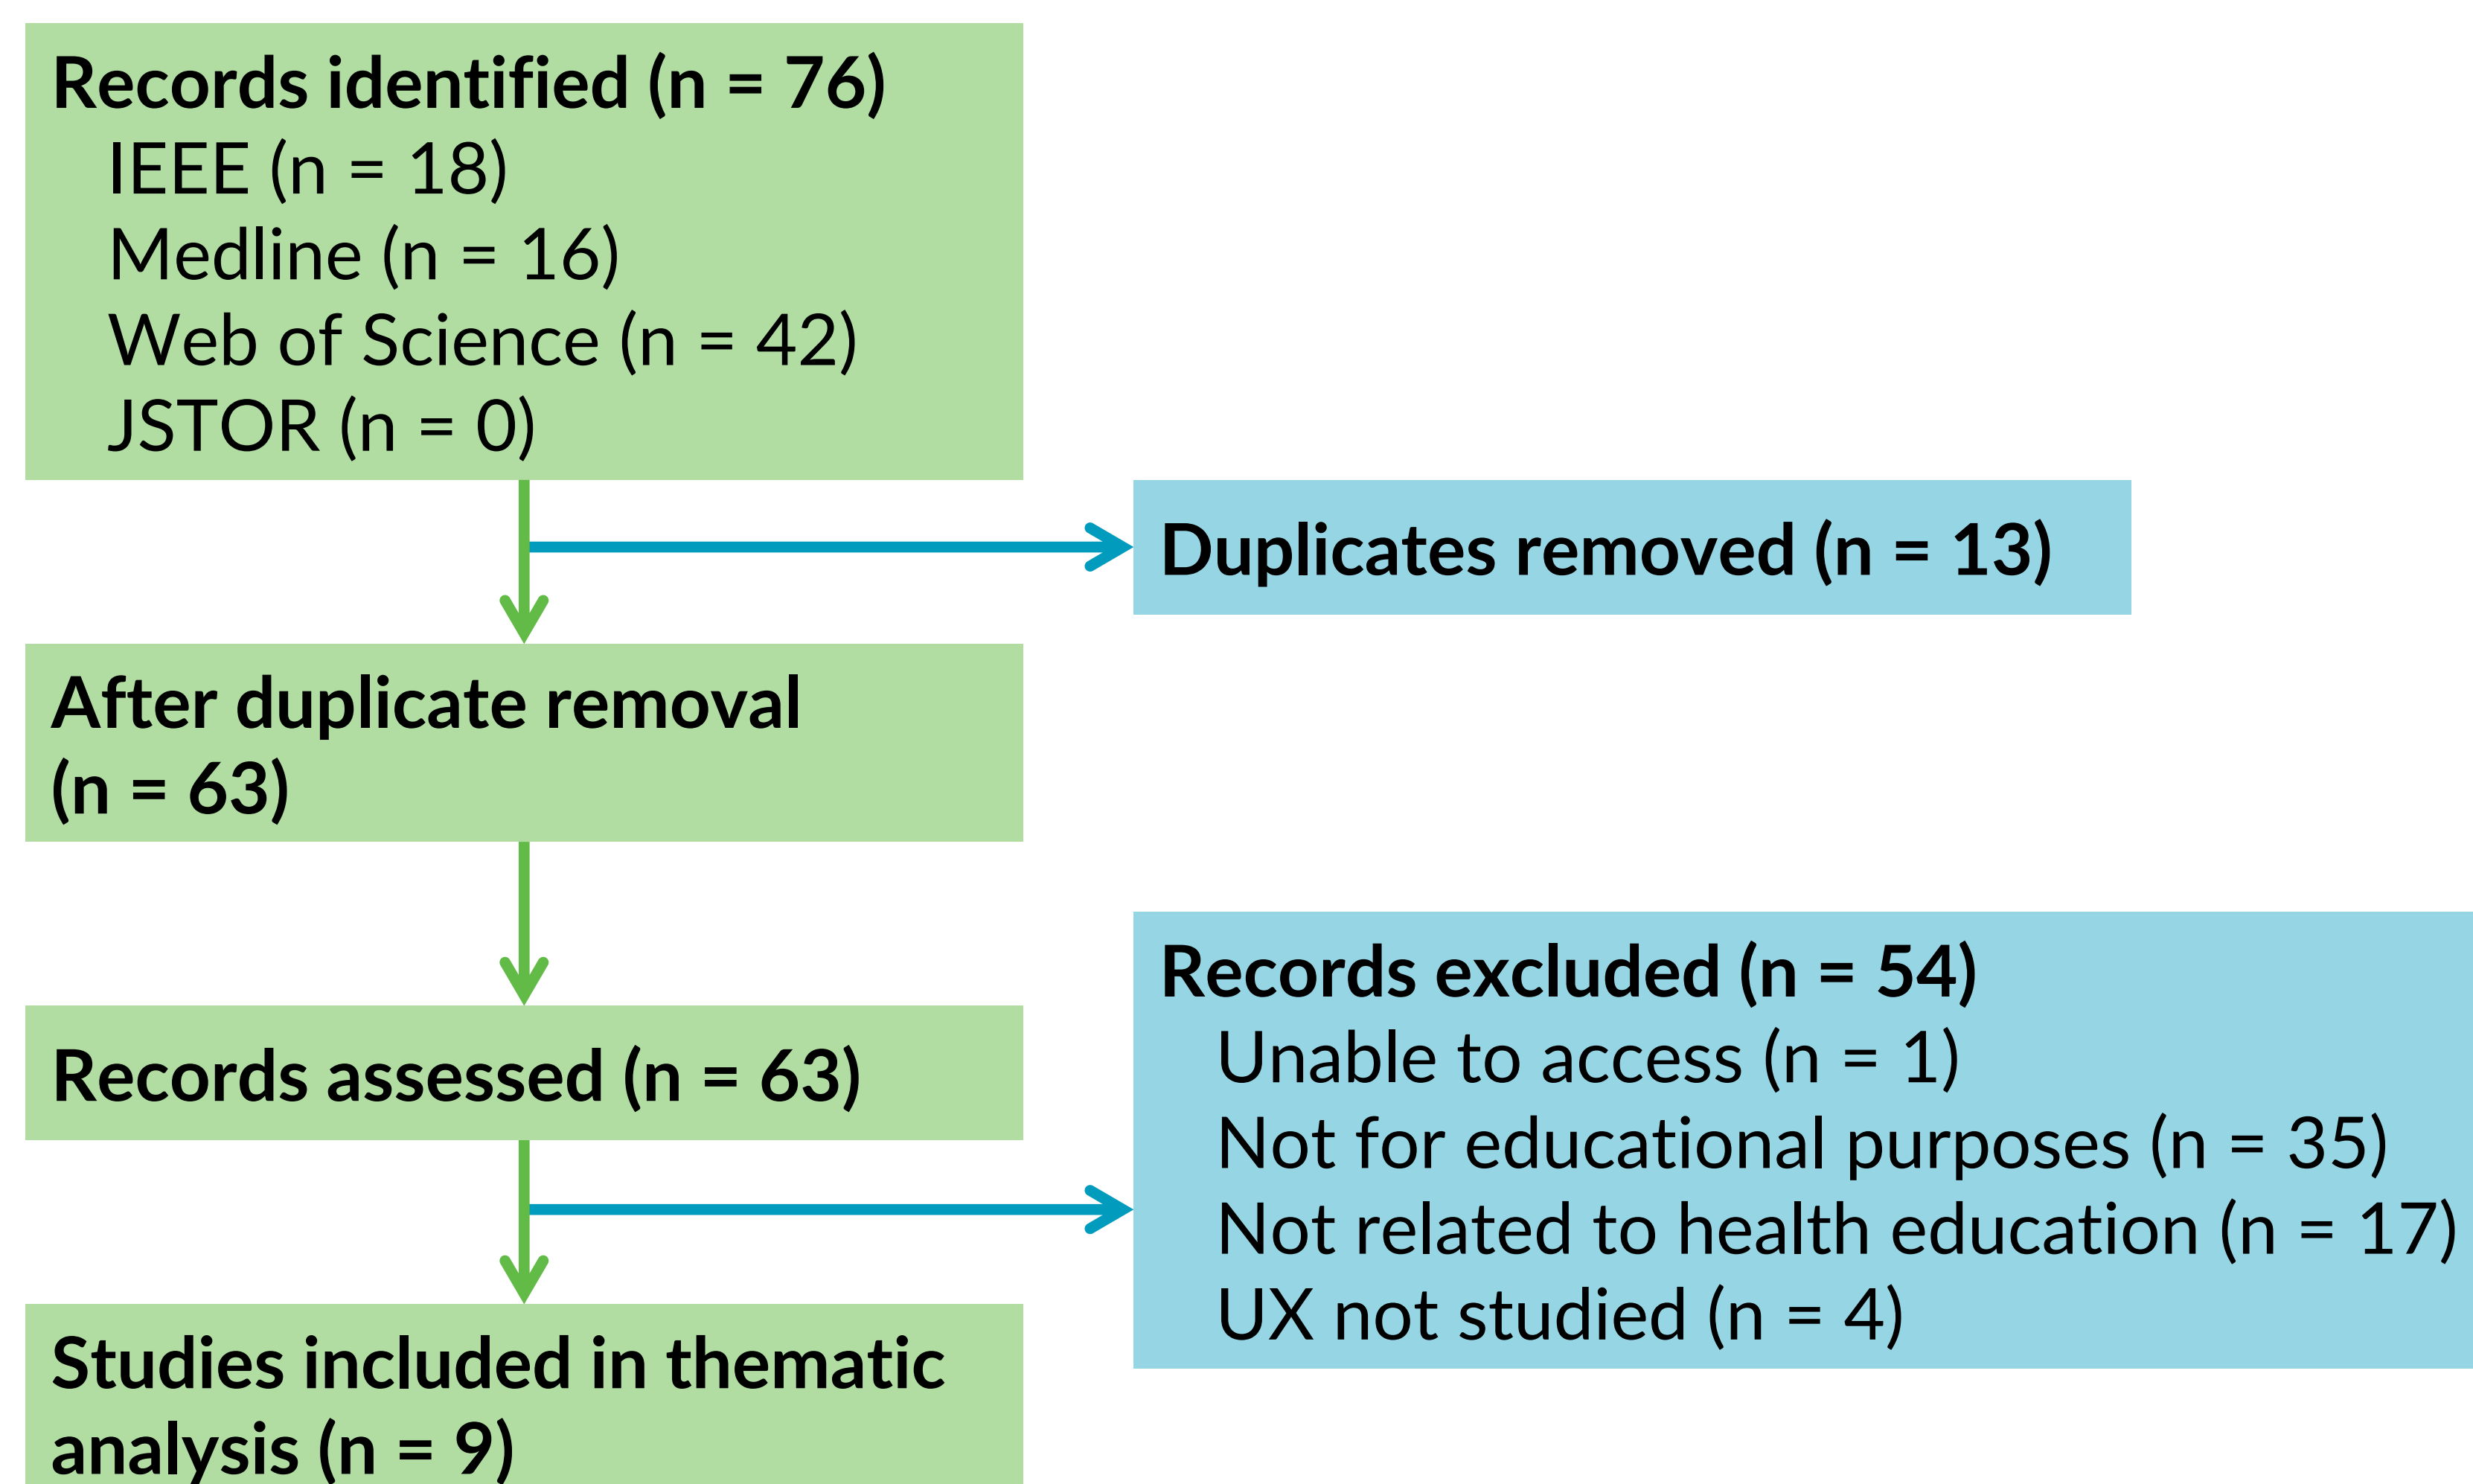 Records identified (n = 76)
IEEE (n = 18)
Medline (n = 16)
Web of Science (n = 42)
JSTOR (n = 0)
Duplicates removed (n = 13)
After duplicate removal
(n = 63)
Records assessed (n = 63)
Records excluded (n = 54)
Unable to access (n = 1)
Not for educational purposes (n = 35)
Not related to health education (n = 17)
UX not studied (n = 4)
Studies included in thematic
analysis (n = 9)